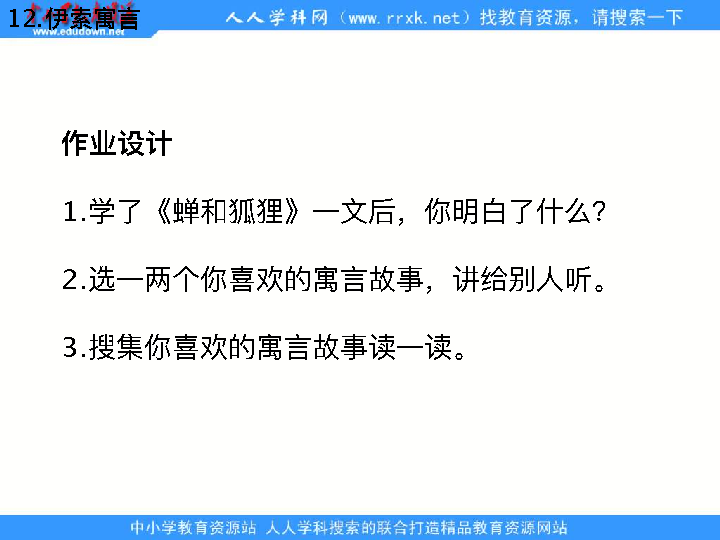 12.伊索寓言
www.edudown.net
人人学科网（www.rrxk.net）找教育资源，请搜索一下
作业设计
1.学了《蝉和狐狸》一文后，你明白了什么？
2.选一两个你喜欢的寓言故事，讲给别人听。
3.搜集你喜欢的寓言故事读一读。
中小学教育资源站 人人学科搜索的联合打造精品教育资源网站